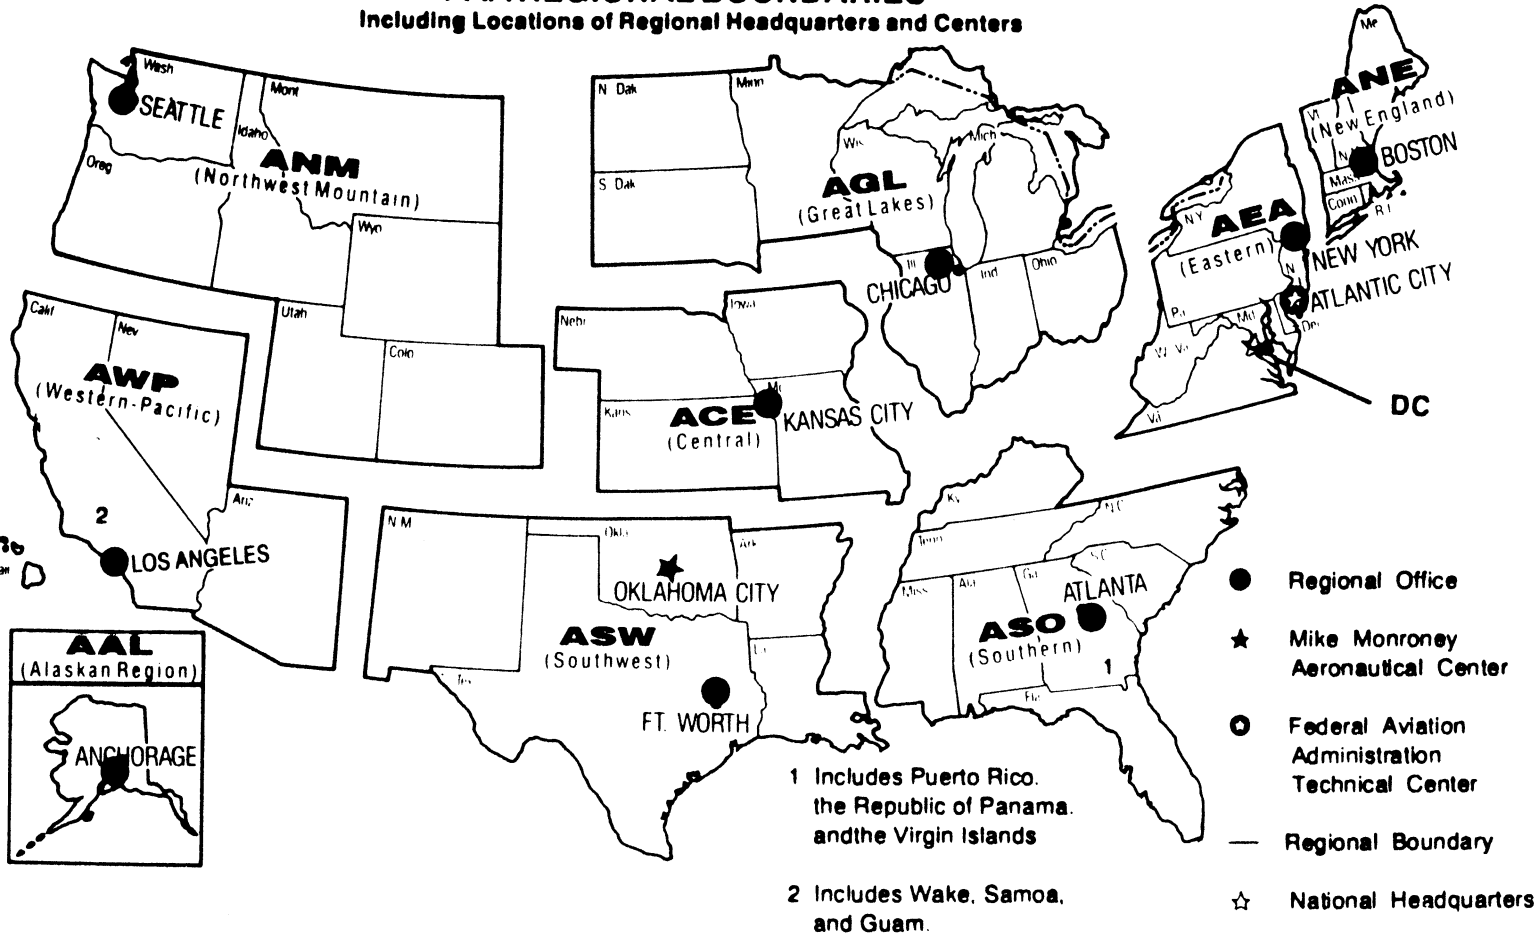 Including Locations of Regional Headquarters and Centers
Wash
SEATTLE
Mont
Idaho
Oreg
ANM
(Northwest Mountain)
Wyo
Utah
Colo
N Dak
Minn
S Dak
Wis
Mich
AGL
(Great Lakes)
Ill
CHICAGO
Ind
Ohio
Me
ANE
Vt
(New England)
BOSTON
Mass
Conn
R I
NY
AEA
(Eastern)
NEW YORK
N
ATLANTIC CITY
Pa
Md
De
W Va
Va
DC
Calif
Nev
AWP
(Western-Pacific)
Ariz
2
LOS ANGELES
Nebr
Iowa
Kans
Mo
ACE
(Central)
KANSAS CITY
N M
Okla
Ark
OKLAHOMA CITY
ASW
(Southwest)
La
Tex
FT. WORTH
Ky
N C
Tenn
S C
Miss
Ala
Ga
ATLANTA
ASO
(Southern)
1
Fla
AAL
(Alaskan Region)
ANCHORAGE
1 Includes Puerto Rico.
the Republic of Panama.
andthe Virgin Islands
2 Includes Wake, Samoa,
and Guam.
Regional Office
Mike Monroney
Aeronautical Center
Federal Aviation
Administration
Technical Center
Regional Boundary
National Headquarters